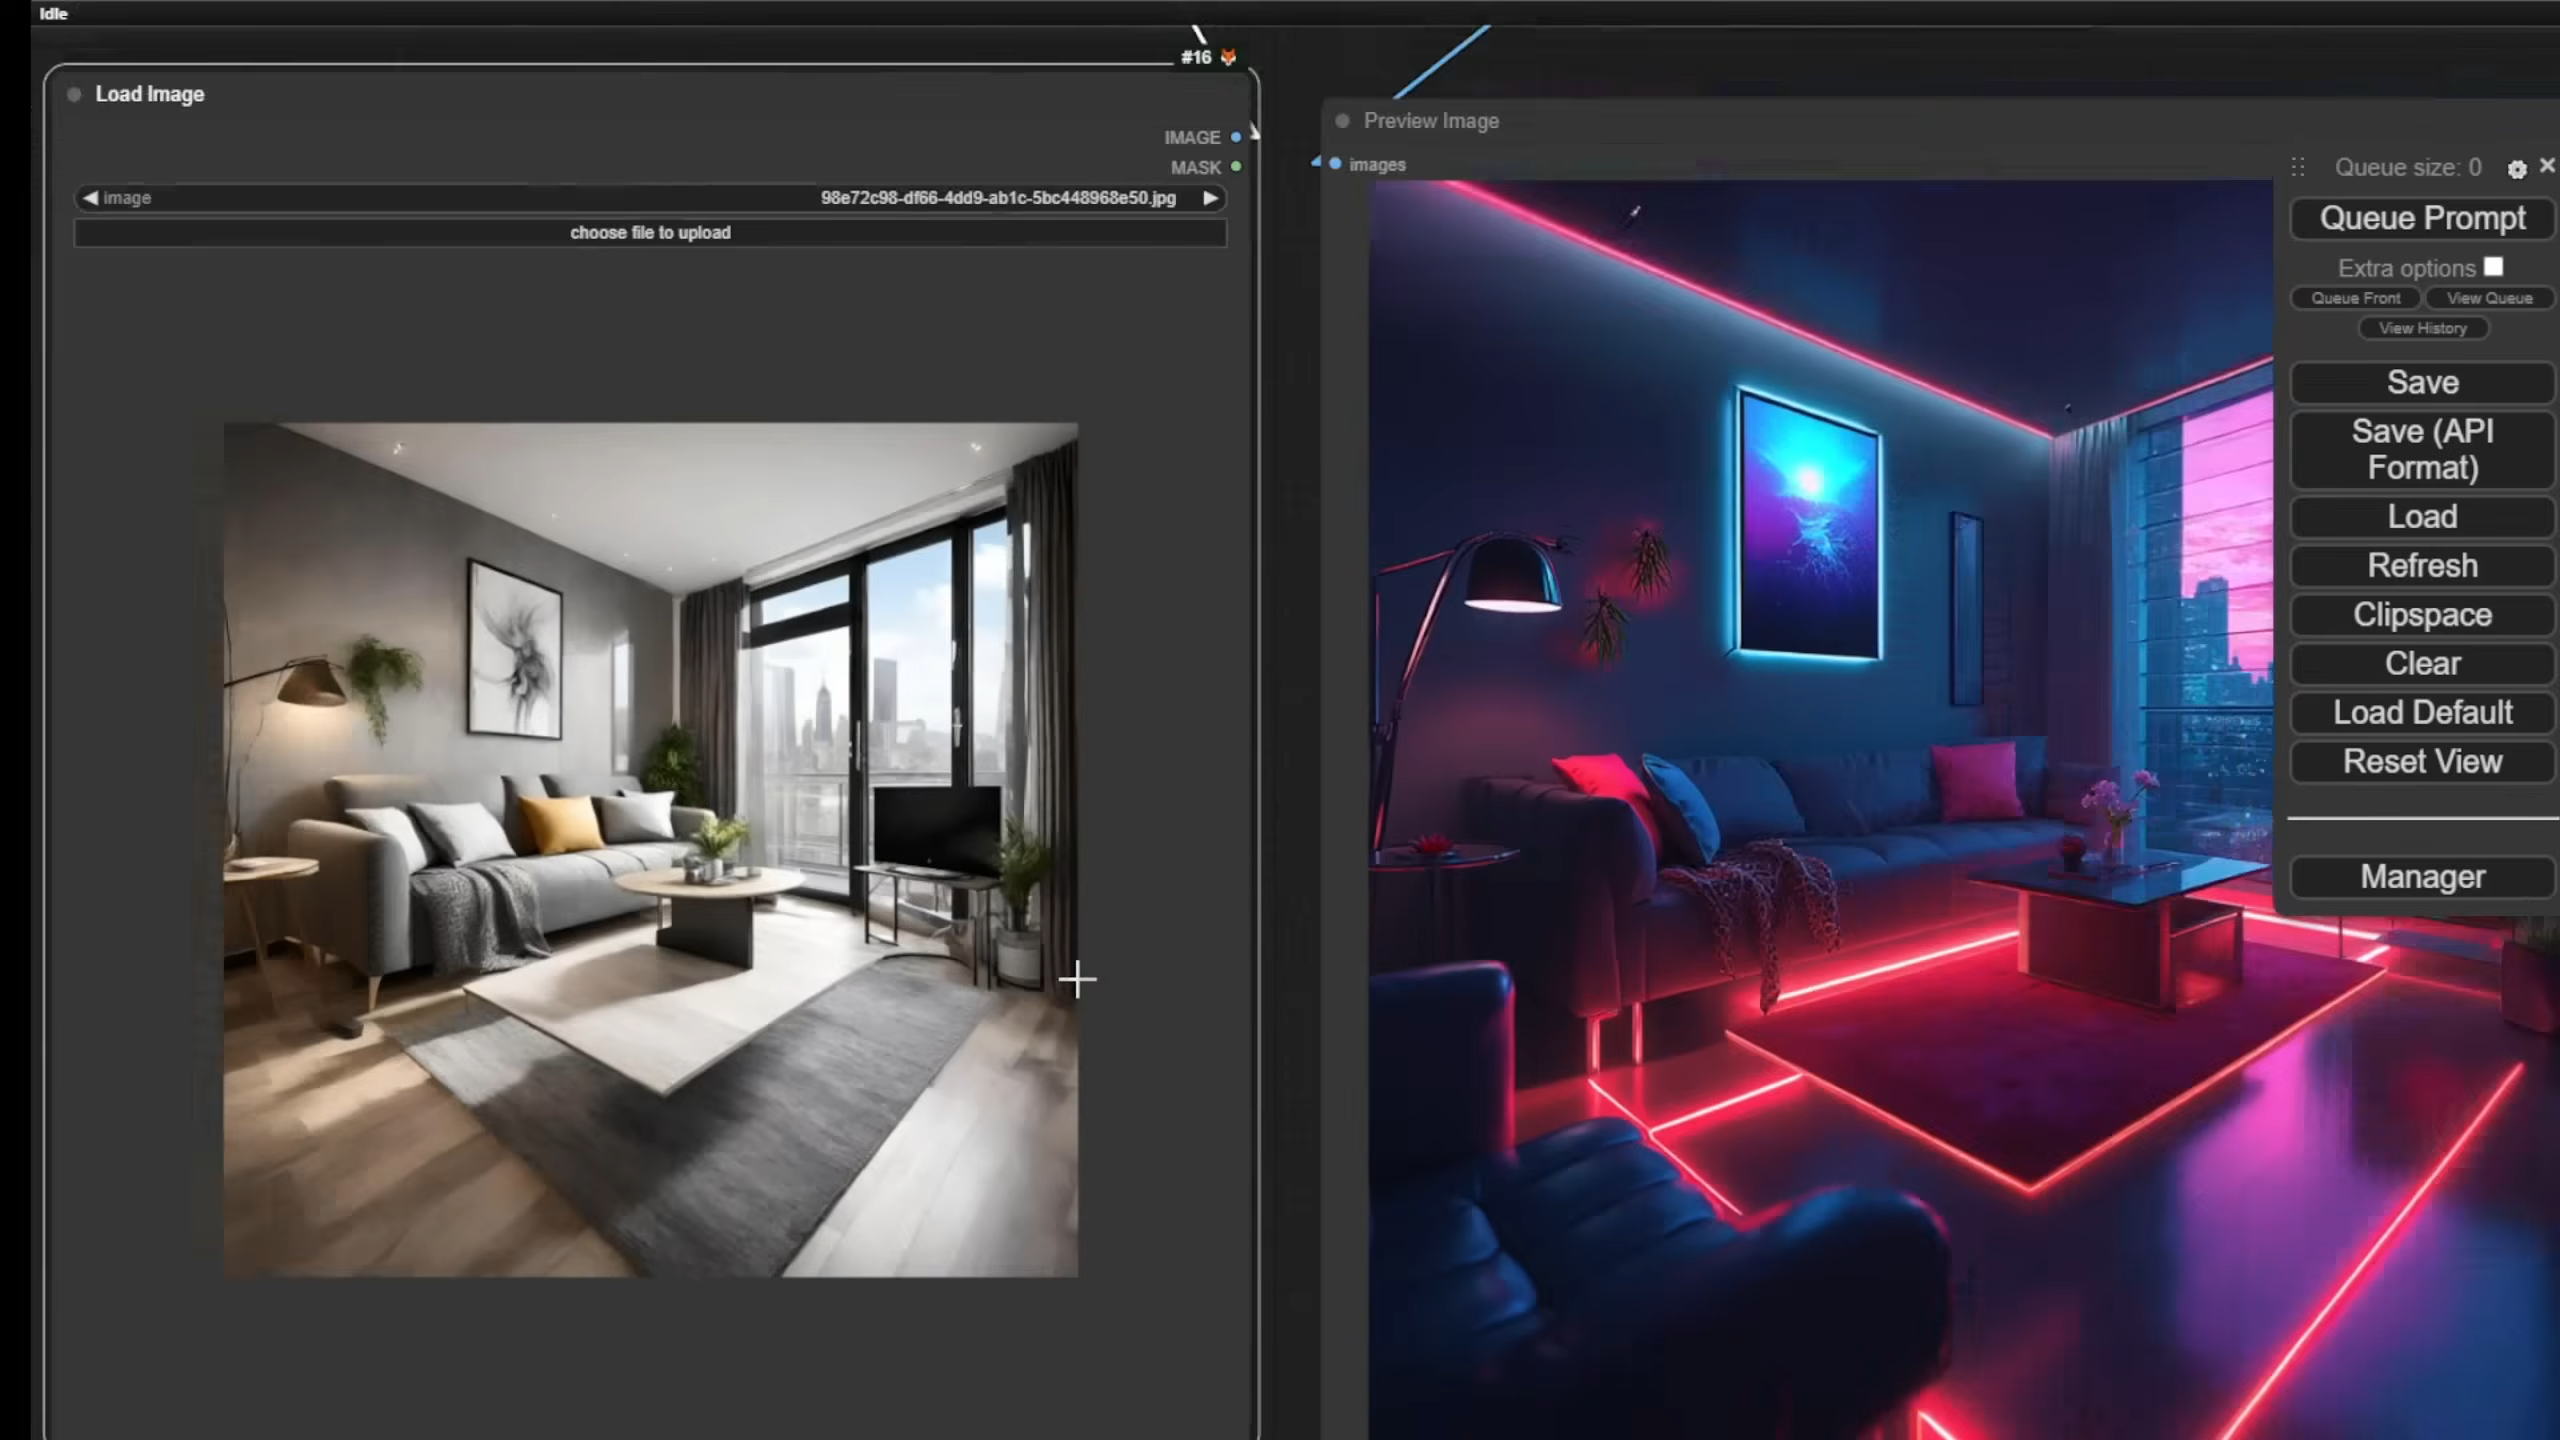 Idle
#16
Load Image
IMAGE
MASK
image
98e72c98-df66-4dd9-ab1c-5bc448968e50.jpg
choose file to upload
Preview Image
images
Queue size: 0
Queue Prompt
Extra options
Queue Front
View Queue
View History
Save
Save (API
Format)
Load
Refresh
Clipspace
Clear
Load Default
Reset View
Manager